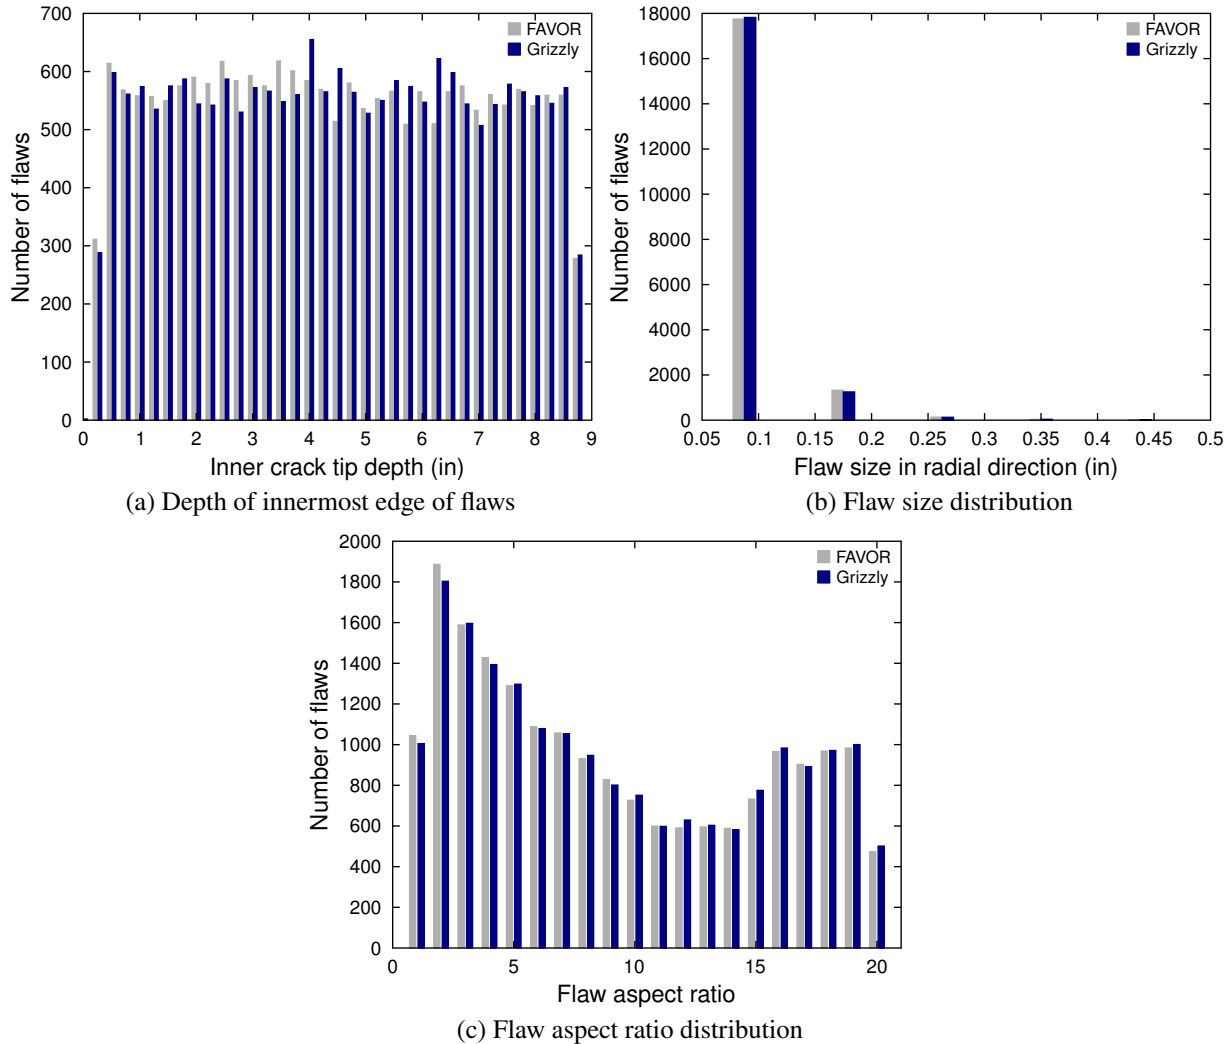 700
600
500
400
300
200
100
0
0 1 2 3 4 5 6 7 8 9
Number of flaws
Inner crack tip depth (in)
FAVOR
Grizzly
(a) Depth of innermost edge of flaws
18000
16000
14000
12000
10000
8000
6000
4000
2000
0
0.05 0.1 0.15 0.2 0.25 0.3 0.35 0.4 0.45 0.5
Number of flaws
Flaw size in radial direction (in)
FAVOR
Grizzly
(b) Flaw size distribution
2000
1800
1600
1400
1200
1000
800
600
400
200
0
0 5 10 15 20
Number of flaws
Flaw aspect ratio
FAVOR
Grizzly
(c) Flaw aspect ratio distribution